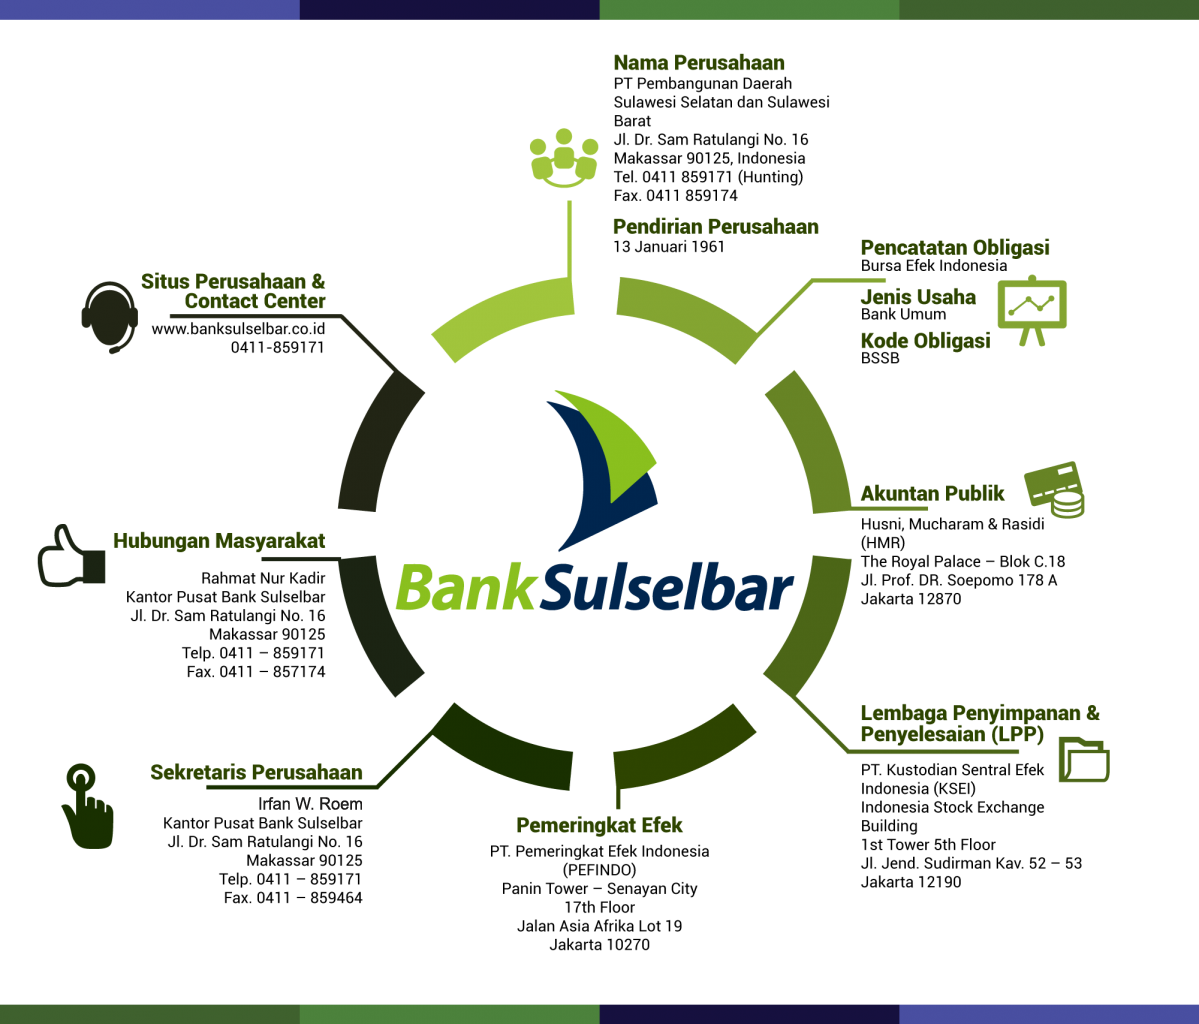 Nama Perusahaan
PT Pembangunan Daerah
Sulawesi Selatan dan Sulawesi
Barat
Jl. Dr. Sam Ratulangi No. 16
Makassar 90125, Indonesia
Tel. 0411 859171 (Hunting)
Fax. 0411 859174
Pendirian Perusahaan
13 Januari 1961
Pencatatan Obligasi
Bursa Efek Indonesia
Jenis Usaha
Bank Umum
Kode Obligasi
BSSB
Akuntan Publik
Husni, Mucharam & Rasidi
(HMR)
The Royal Palace – Blok C.18
Jl. Prof. DR. Soepomo 178 A
Jakarta 12870
Lembaga Penyimpanan &
Penyelesaian (LPP)
PT. Kustodian Sentral Efek
Indonesia (KSEI)
Indonesia Stock Exchange
Building
1st Tower 5th Floor
Jl. Jend. Sudirman Kav. 52 – 53
Jakarta 12190
Pemeringkat Efek
PT. Pemeringkat Efek Indonesia
(PEFINDO)
Panin Tower – Senayan City
17th Floor
Jalan Asia Afrika Lot 19
Jakarta 10270
Sekretaris Perusahaan
Irfan W. Roem
Kantor Pusat Bank Sulselbar
Jl. Dr. Sam Ratulangi No. 16
Makassar 90125
Telp. 0411 – 859171
Fax. 0411 – 859464
Hubungan Masyarakat
Rahmat Nur Kadir
Kantor Pusat Bank Sulselbar
Jl. Dr. Sam Ratulangi No. 16
Makassar 90125
Telp. 0411 – 859171
Fax. 0411 – 857174
Situs Perusahaan &
Contact Center
www.banksulselbar.co.id
0411-859171
Bank Sulselbar